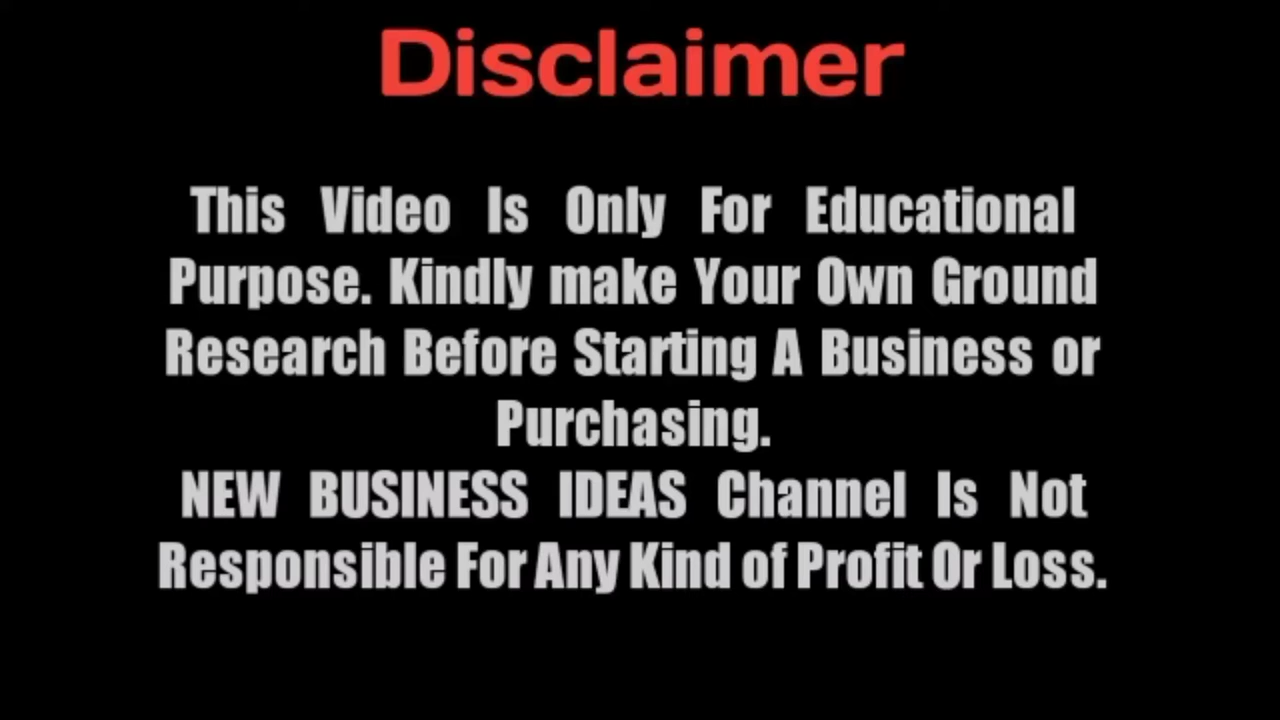 Disclaimer
This Video Is Only For Educational
Purpose. Kindly make Your Own Ground
Research Before Starting A Business or
Purchasing.
NEW BUSINESS IDEAS Channel Is Not
Responsible For Any Kind of Profit Or Loss.